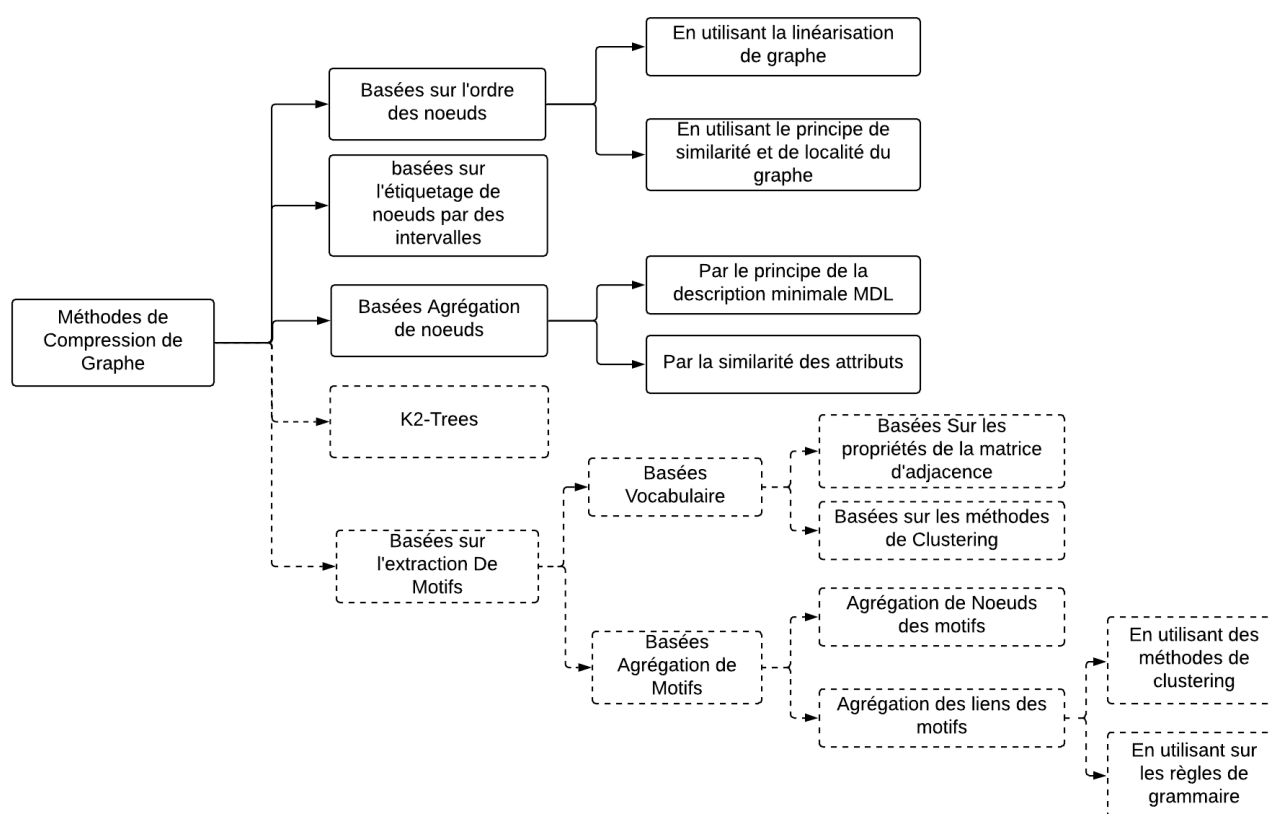 En utilisant la linéarisation
de graphe
Basées sur l'ordre
des noeuds
En utilisant le principe de
similarité et de localité du
graphe
basées sur
l'étiquetage de
noeuds par des
intervalles
Par le principe de la
description minimale MDL
Basées Agrégation
de noeuds
Méthodes de
Compression de
Graphe
Par la similarité des attributs
K2-Trees
Basées Sur les
propriétés de la matrice
d'adjacence
Basées
Vocabulaire
Basées sur les méthodes
de Clustering
Basées sur
l'extraction De
Motifs
Agrégation de Noeuds
des motifs
Basées
Agrégation de
Motifs
En utilisant des
méthodes de
clustering
Agrégation des liens des
motifs
En utilisant sur
les règles de
grammaire